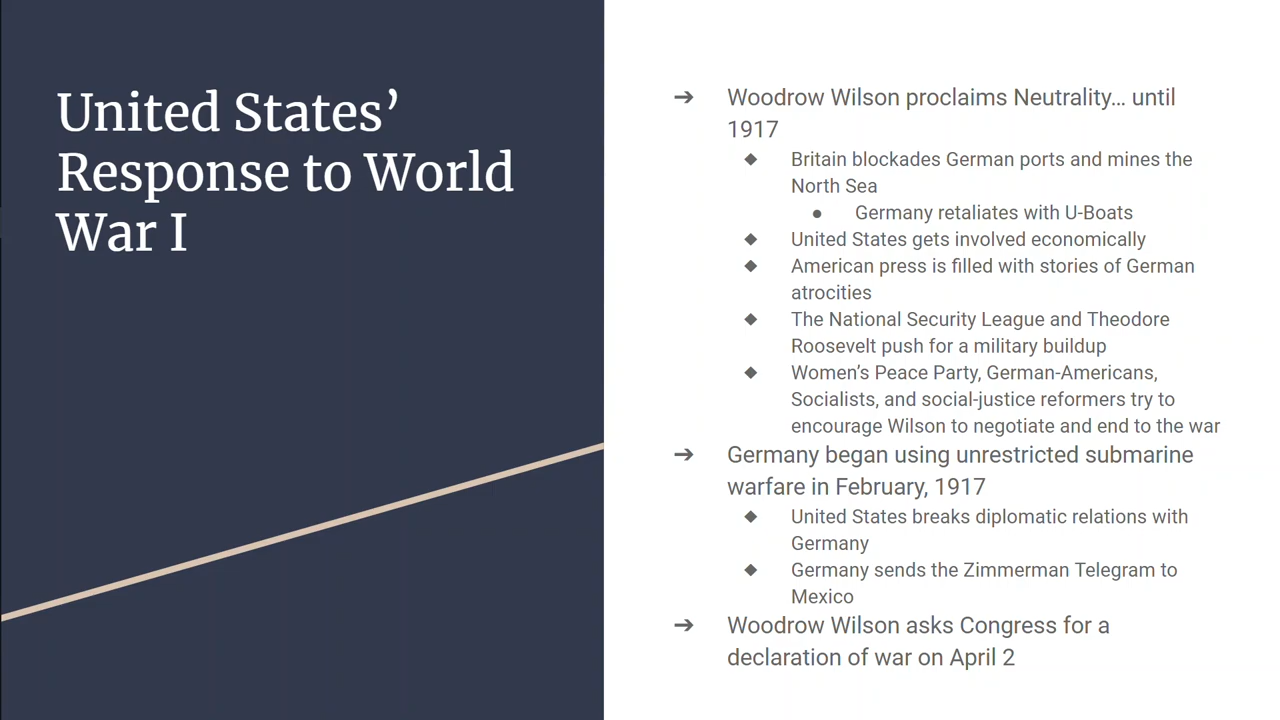 United States’
Response to World
War I
➔ Woodrow Wilson proclaims Neutrality… until
1917
◆ Britain blockades German ports and mines the
North Sea
● Germany retaliates with U-Boats
◆ United States gets involved economically
◆ American press is filled with stories of German
atrocities
◆ The National Security League and Theodore
Roosevelt push for a military buildup
◆ Women’s Peace Party, German-Americans,
Socialists, and social-justice reformers try to
encourage Wilson to negotiate and end to the war
➔ Germany began using unrestricted submarine
warfare in February, 1917
◆ United States breaks diplomatic relations with
Germany
◆ Germany sends the Zimmerman Telegram to
Mexico
➔ Woodrow Wilson asks Congress for a
declaration of war on April 2